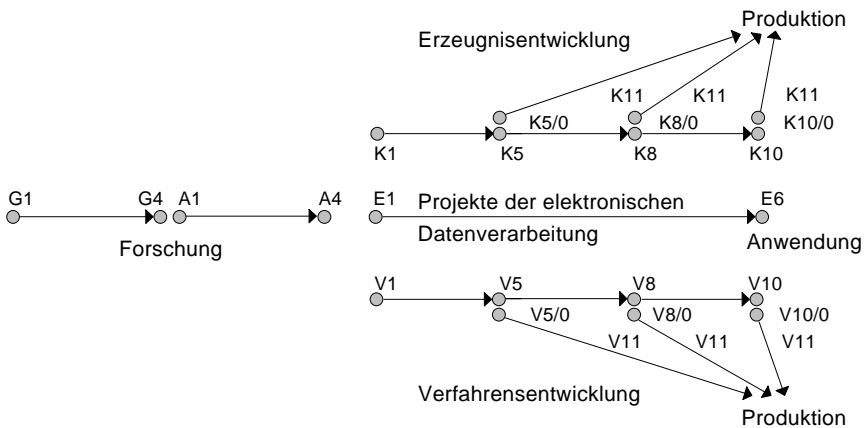 Produktion
Erzeugnisentwicklung
K11 K11 K11
K5/0 K8/0 K10/0
K1 K5 K8 K10
G1 G4 A1 A4 E1 Projekte der elektronischen E6
Forschung Datenverarbeitung Anwendung
V1 V5 V8 V10
V5/0 V8/0 V10/0
V11 V11 V11
Verfahrensentwicklung
Produktion